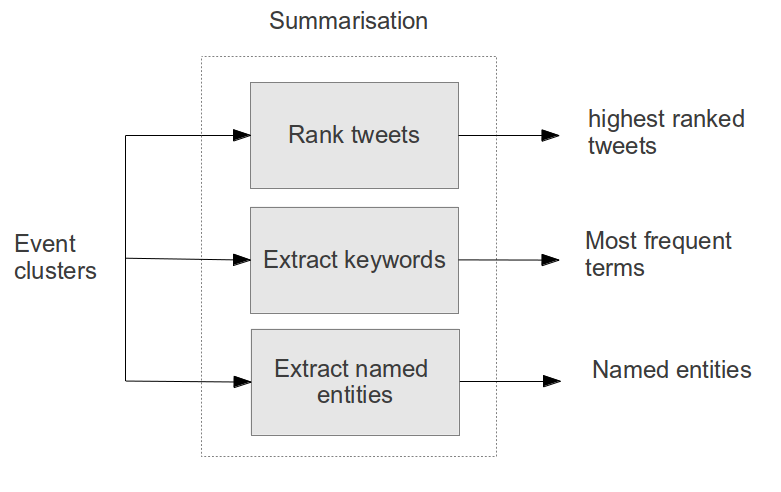 Summarisation
Rank tweets
highest ranked
tweets
Event
clusters
Extract keywords
Most frequent
terms
Extract named
entities
Named entities